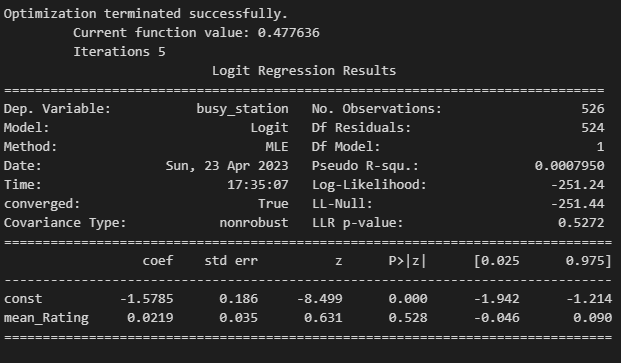 Optimization terminated successfully.
         Current function value: 0.477636
         Iterations 5
                           Logit Regression Results
==============================================================================
Dep. Variable:           busy_station   No. Observations:                  526
Model:                          Logit   Df Residuals:                      524
Method:                           MLE   Df Model:                            1
Date:                Sun, 23 Apr 2023   Pseudo R-squ.:               0.0007950
Time:                        17:35:07   Log-Likelihood:                -251.24
converged:                       True   LL-Null:                       -251.44
Covariance Type:            nonrobust   LLR p-value:                    0.5272
===============================================================================
                  coef    std err          z      P>|z|      [0.025      0.975]
-------------------------------------------------------------------------------
const          -1.5785      0.186     -8.499      0.000      -1.942      -1.214
mean_Rating     0.0219      0.035      0.631      0.528      -0.046       0.090
===============================================================================